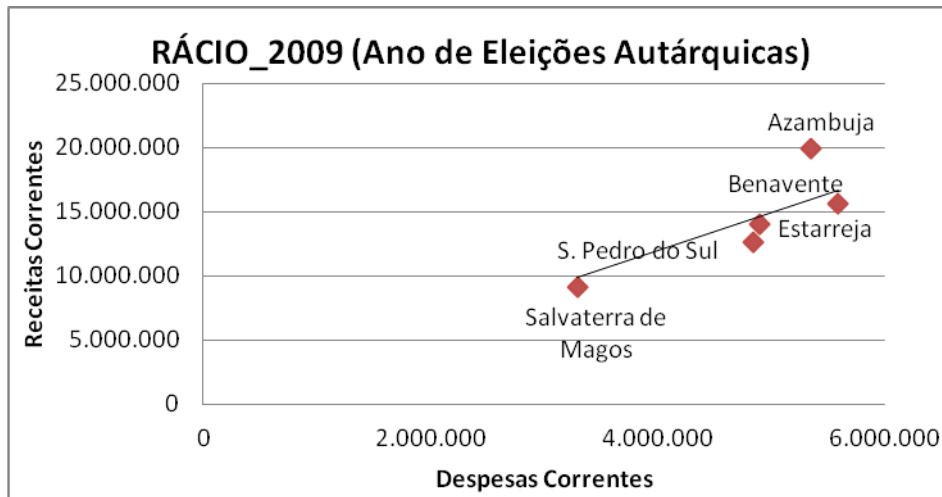 RÁCIO_2009 (Ano de Eleições Autárquicas)
Receitas Correntes
25.000.000
20.000.000
15.000.000
10.000.000
5.000.000
0
Azambuja
Benavente
Estarreja
S. Pedro do Sul
Salvaterra de
Magos
0
2.000.000
4.000.000
6.000.000
Despesas Correntes